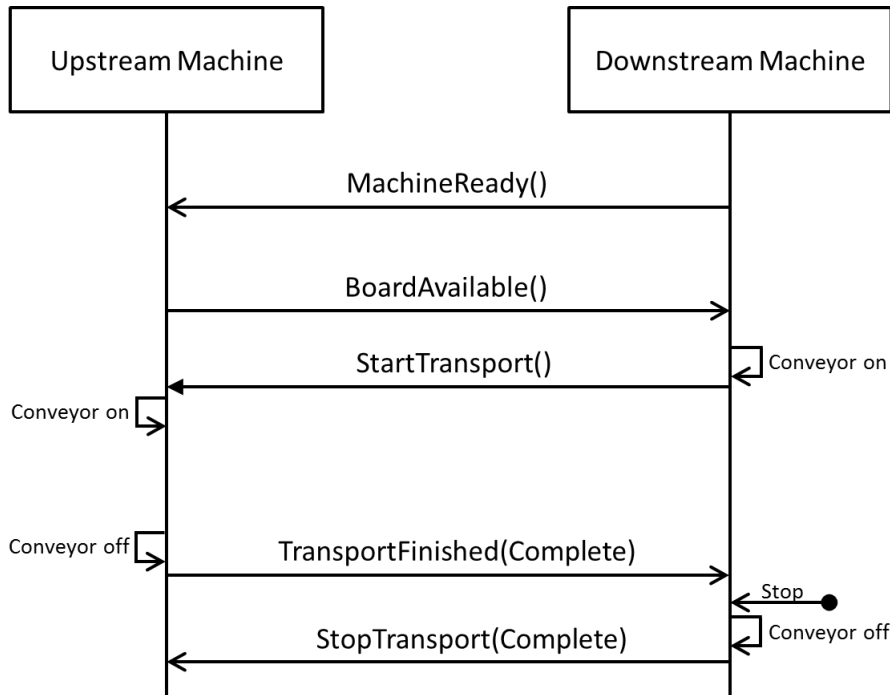 Upstream Machine
Downstream Machine
MachineReady()
BoardAvailable()
StartTransport()
Conveyor on
Conveyor on
Conveyor off
TransportFinished(Complete)
Stop
StopTransport(Complete)
Conveyor off